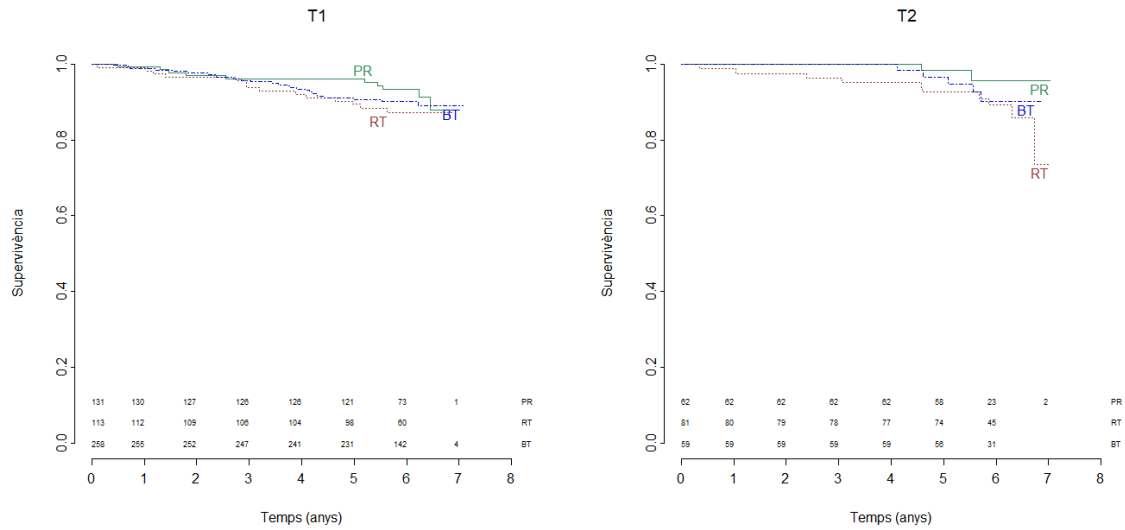 T1
Supervivència
1.0
0.8
0.6
0.4
0.2
0.0
PR
RT
BT
131 130 127 126 126 121 73 1 PR
113 112 109 106 104 98 60 RT
258 255 252 247 241 231 142 4 BT
0 1 2 3 4 5 6 7 8
Temps (anys)
T2
Supervivència
1.0
0.8
0.6
0.4
0.2
0.0
PR
BT
RT
62 62 62 62 62 58 23 2 PR
81 80 79 78 77 74 45 RT
59 59 59 59 59 56 31 BT
0 1 2 3 4 5 6 7 8
Temps (anys)